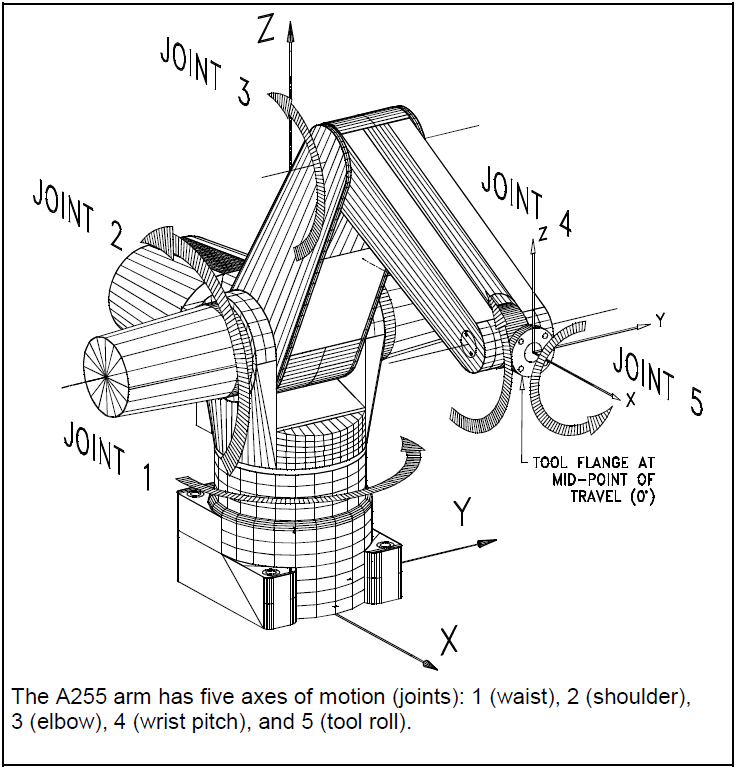 Z
JOINT 3
JOINT 2
JOINT 4
Z
Y
X
JOINT 5
JOINT 1
TOOL FLANGE AT
MID-POINT OF
TRAVEL (0°)
Y
X
The A255 arm has five axes of motion (joints): 1 (waist), 2 (shoulder),
3 (elbow), 4 (wrist pitch), and 5 (tool roll).